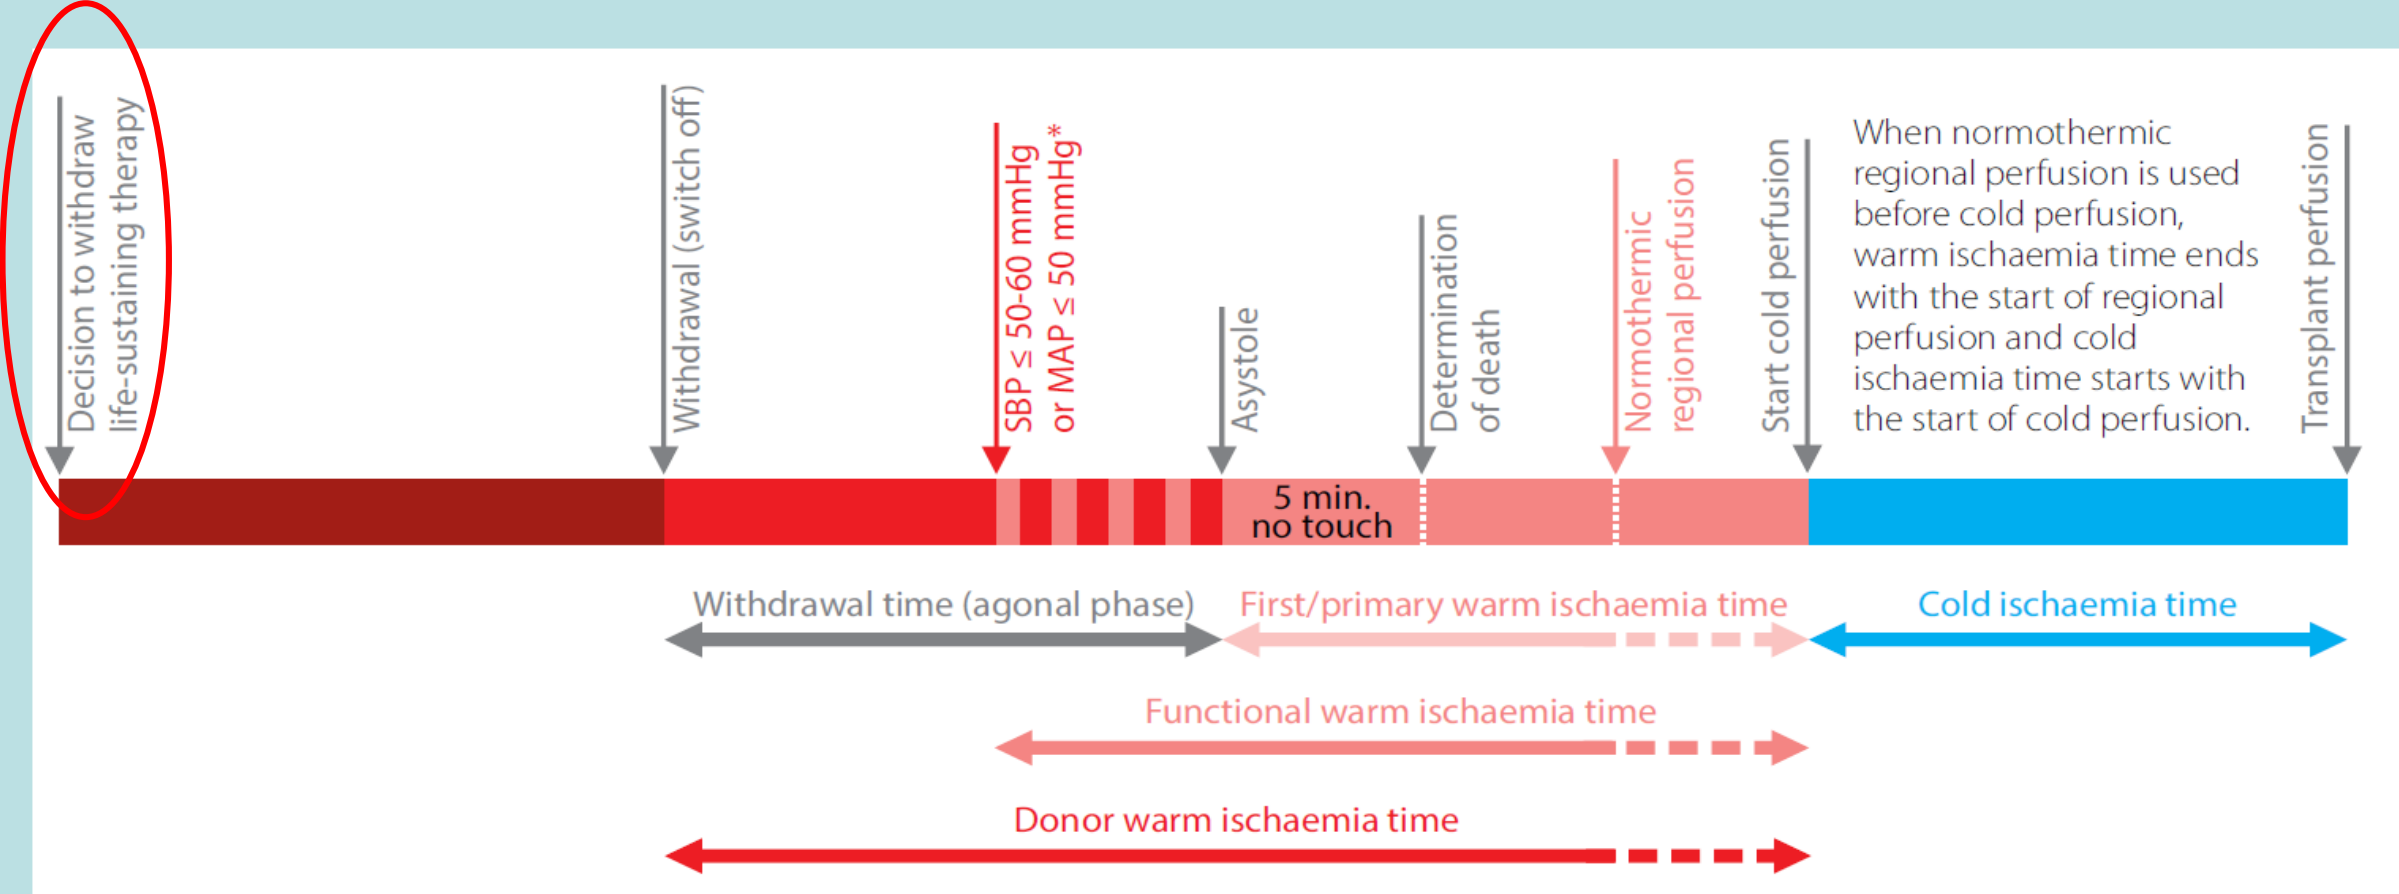 Decision to withdraw
life-sustaining therapy
Withdrawal (switch off)
SBP ≤ 50-60 mmHg
or MAP ≤ 50 mmHg*
Asystole
Determination
of death
Normothermic
regional perfusion
Start cold perfusion
When normothermic
regional perfusion is used
before cold perfusion,
warm ischaemia time ends
with the start of regional
perfusion and cold
ischaemia time starts with
the start of cold perfusion.
Transplant perfusion
5 min.
no touch
Withdrawal time (agonal phase)
First/primary warm ischaemia time
Cold ischaemia time
Functional warm ischaemia time
Donor warm ischaemia time